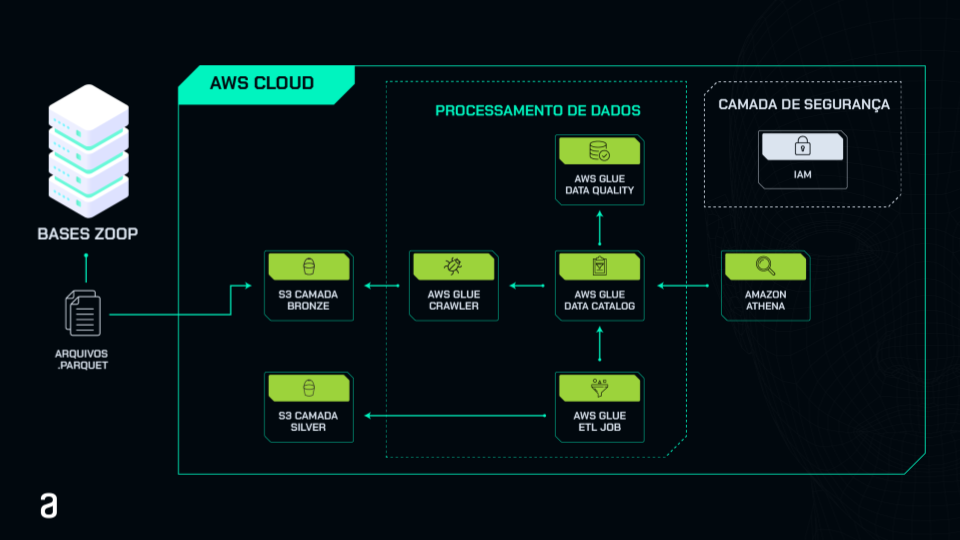 AWS CLOUD
PROCESSAMENTO DE DADOS
CAMADA DE SEGURANÇA
IAM
AWS GLUE
DATA QUALITY
BASES ZOOP
S3 CAMADA
BRONZE
AWS GLUE
CRAWLER
AWS GLUE
DATA CATALOG
AMAZON
ATHENA
ARQUIVOS
.PARQUET
S3 CAMADA
SILVER
AWS GLUE
ETL JOB
a